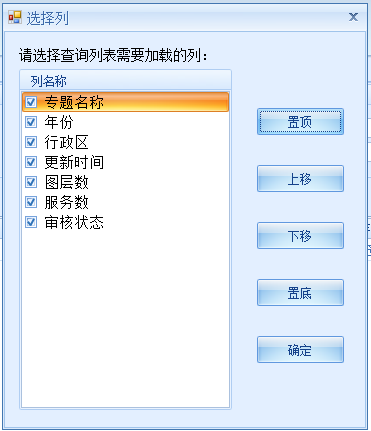 选择列
请选择查询列表需要加载的列：
列名称
专题名称
年份
行政区
更新时间
图层数
服务数
审核状态
置顶
上移
下移
置底
确定